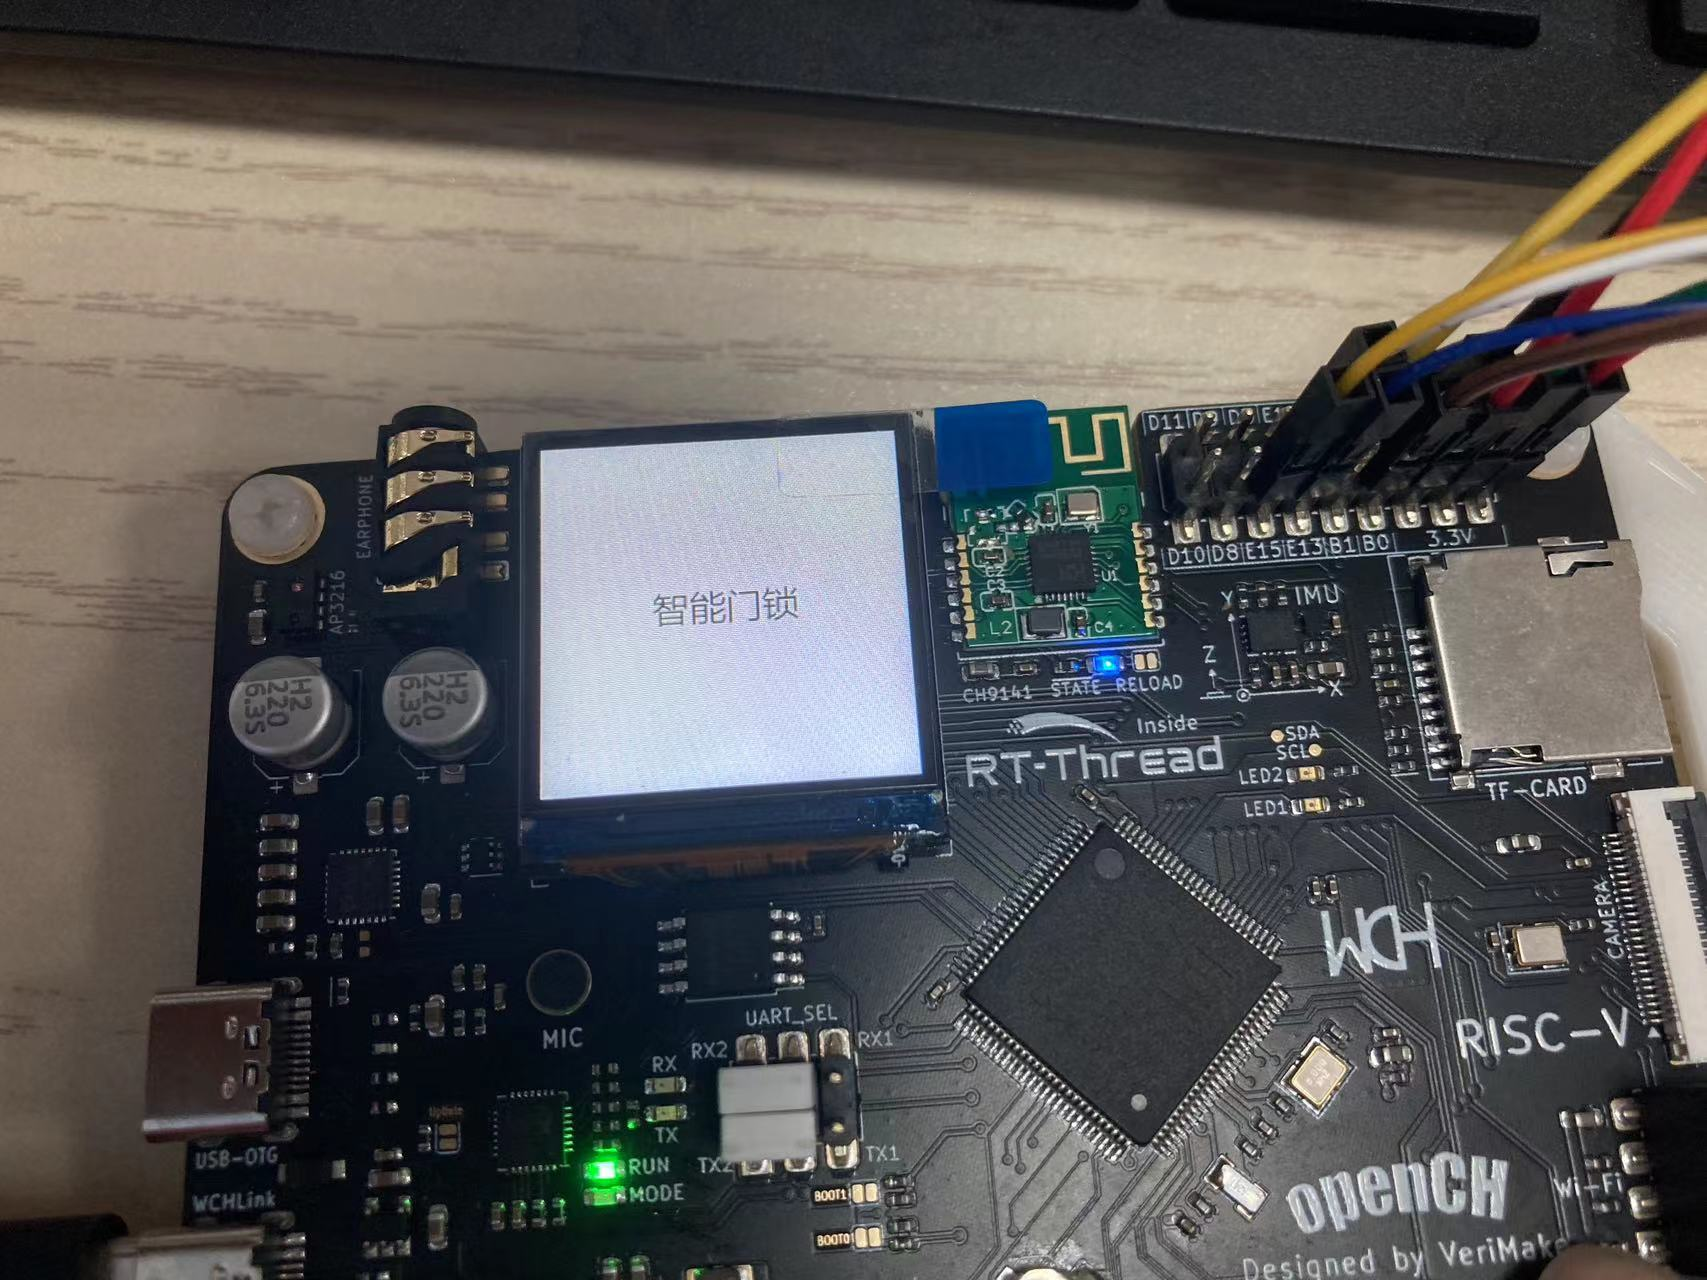 EARPHONE
AP3216
H2
220
6.3S
H2
220
6.3S
智能门锁
L2
C3
Y1
U1
C4
CH9141 STATE RELOAD
D11
D10 D8 E15 E13 B1 B0 3.3V
Y
IMU
Z
X
Inside
RT-Thread
SDA
SCL
LED2
LED1
TF-CARD
CAMERA
HDM
RISC-V
MIC
UART_SEL
RX2
RX1
RX
TX
TX2
TX1
RUN
MODE
USB-OTG
WCHLink
BOOT1
BOOT0
openCH
Wi-Fi
Designed by VeriMake